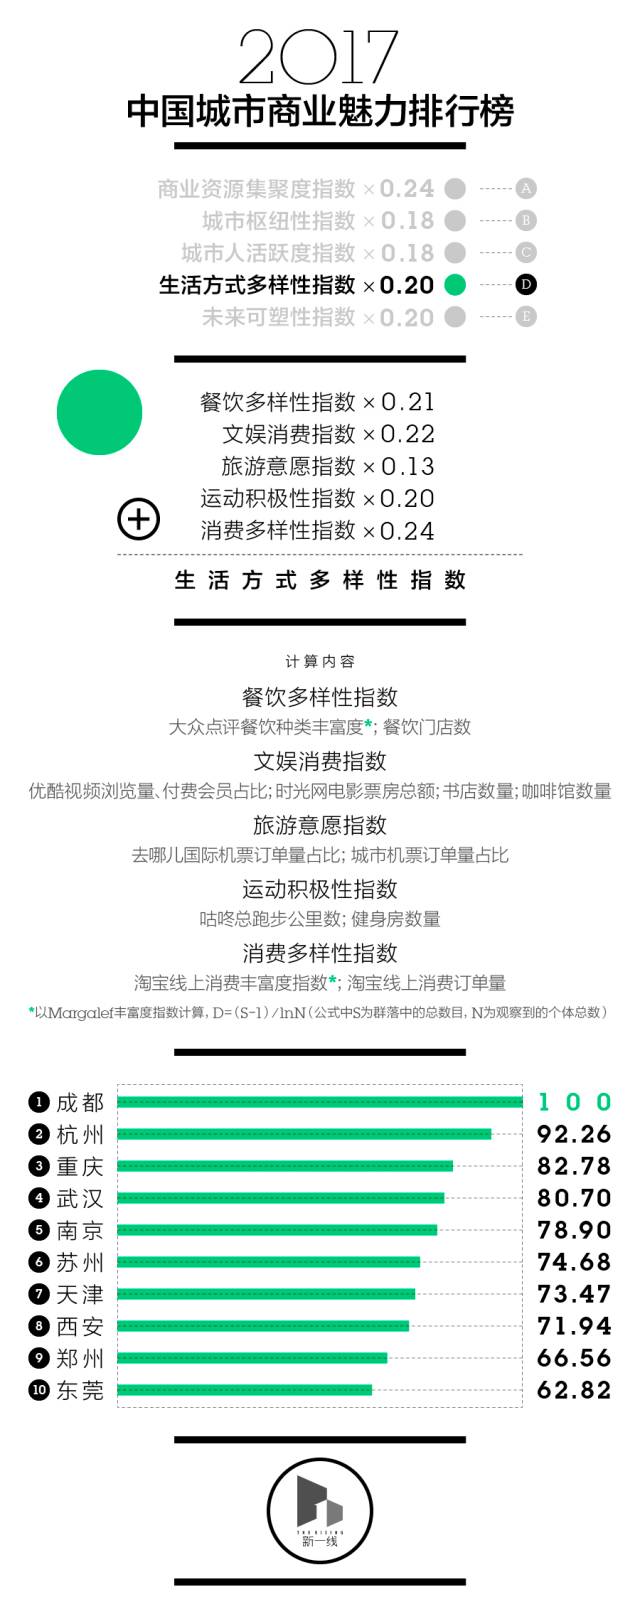 2017
中国城市商业魅力排行榜
商业资源集聚度指数 ×0.24 A
城市枢纽性指数 ×0.18 B
城市人活跃度指数 ×0.18 C
生活方式多样性指数 ×0.20 D
未来可塑性指数 ×0.20 E
餐饮多样性指数 ×0.21
文娱消费指数 ×0.22
旅游意愿指数 ×0.13
运动积极性指数 ×0.20
消费多样性指数 ×0.24
生活方式多样性指数
计算内容
餐饮多样性指数
大众点评餐饮种类丰富度*; 餐饮门店数
文娱消费指数
优酷视频浏览量、付费会员占比; 时光网电影票房总额; 书店数量; 咖啡馆数量
旅游意愿指数
去哪儿国际机票订单量占比; 城市机票订单量占比
运动积极性指数
咕咚总跑步公里数; 健身房数量
消费多样性指数
淘宝线上消费丰富度指数*; 淘宝线上消费订单量
*以Margalef丰富度指数计算, D=(S-1)/lnN(公式中S为群落中的总数目, N为观察到的个体总数)
1 成都 100
2 杭州 92.26
3 重庆 82.78
4 武汉 80.70
5 南京 78.90
6 苏州 74.68
7 天津 73.47
8 西安 71.94
9 郑州 66.56
10 东莞 62.82
THE RISING
新一线